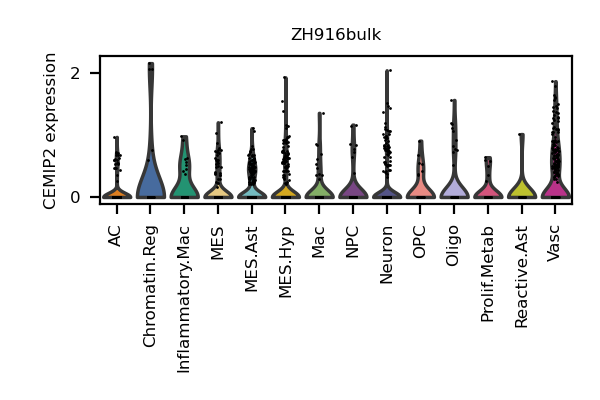 ZH916bulk
CEMIP2 expression
2
0
AC
Chromatin.Reg
Inflammatory.Mac
MES
MES.Ast
MES.Hyp
Mac
NPC
Neuron
OPC
Oligo
Prolif.Metab
Reactive.Ast
Vasc